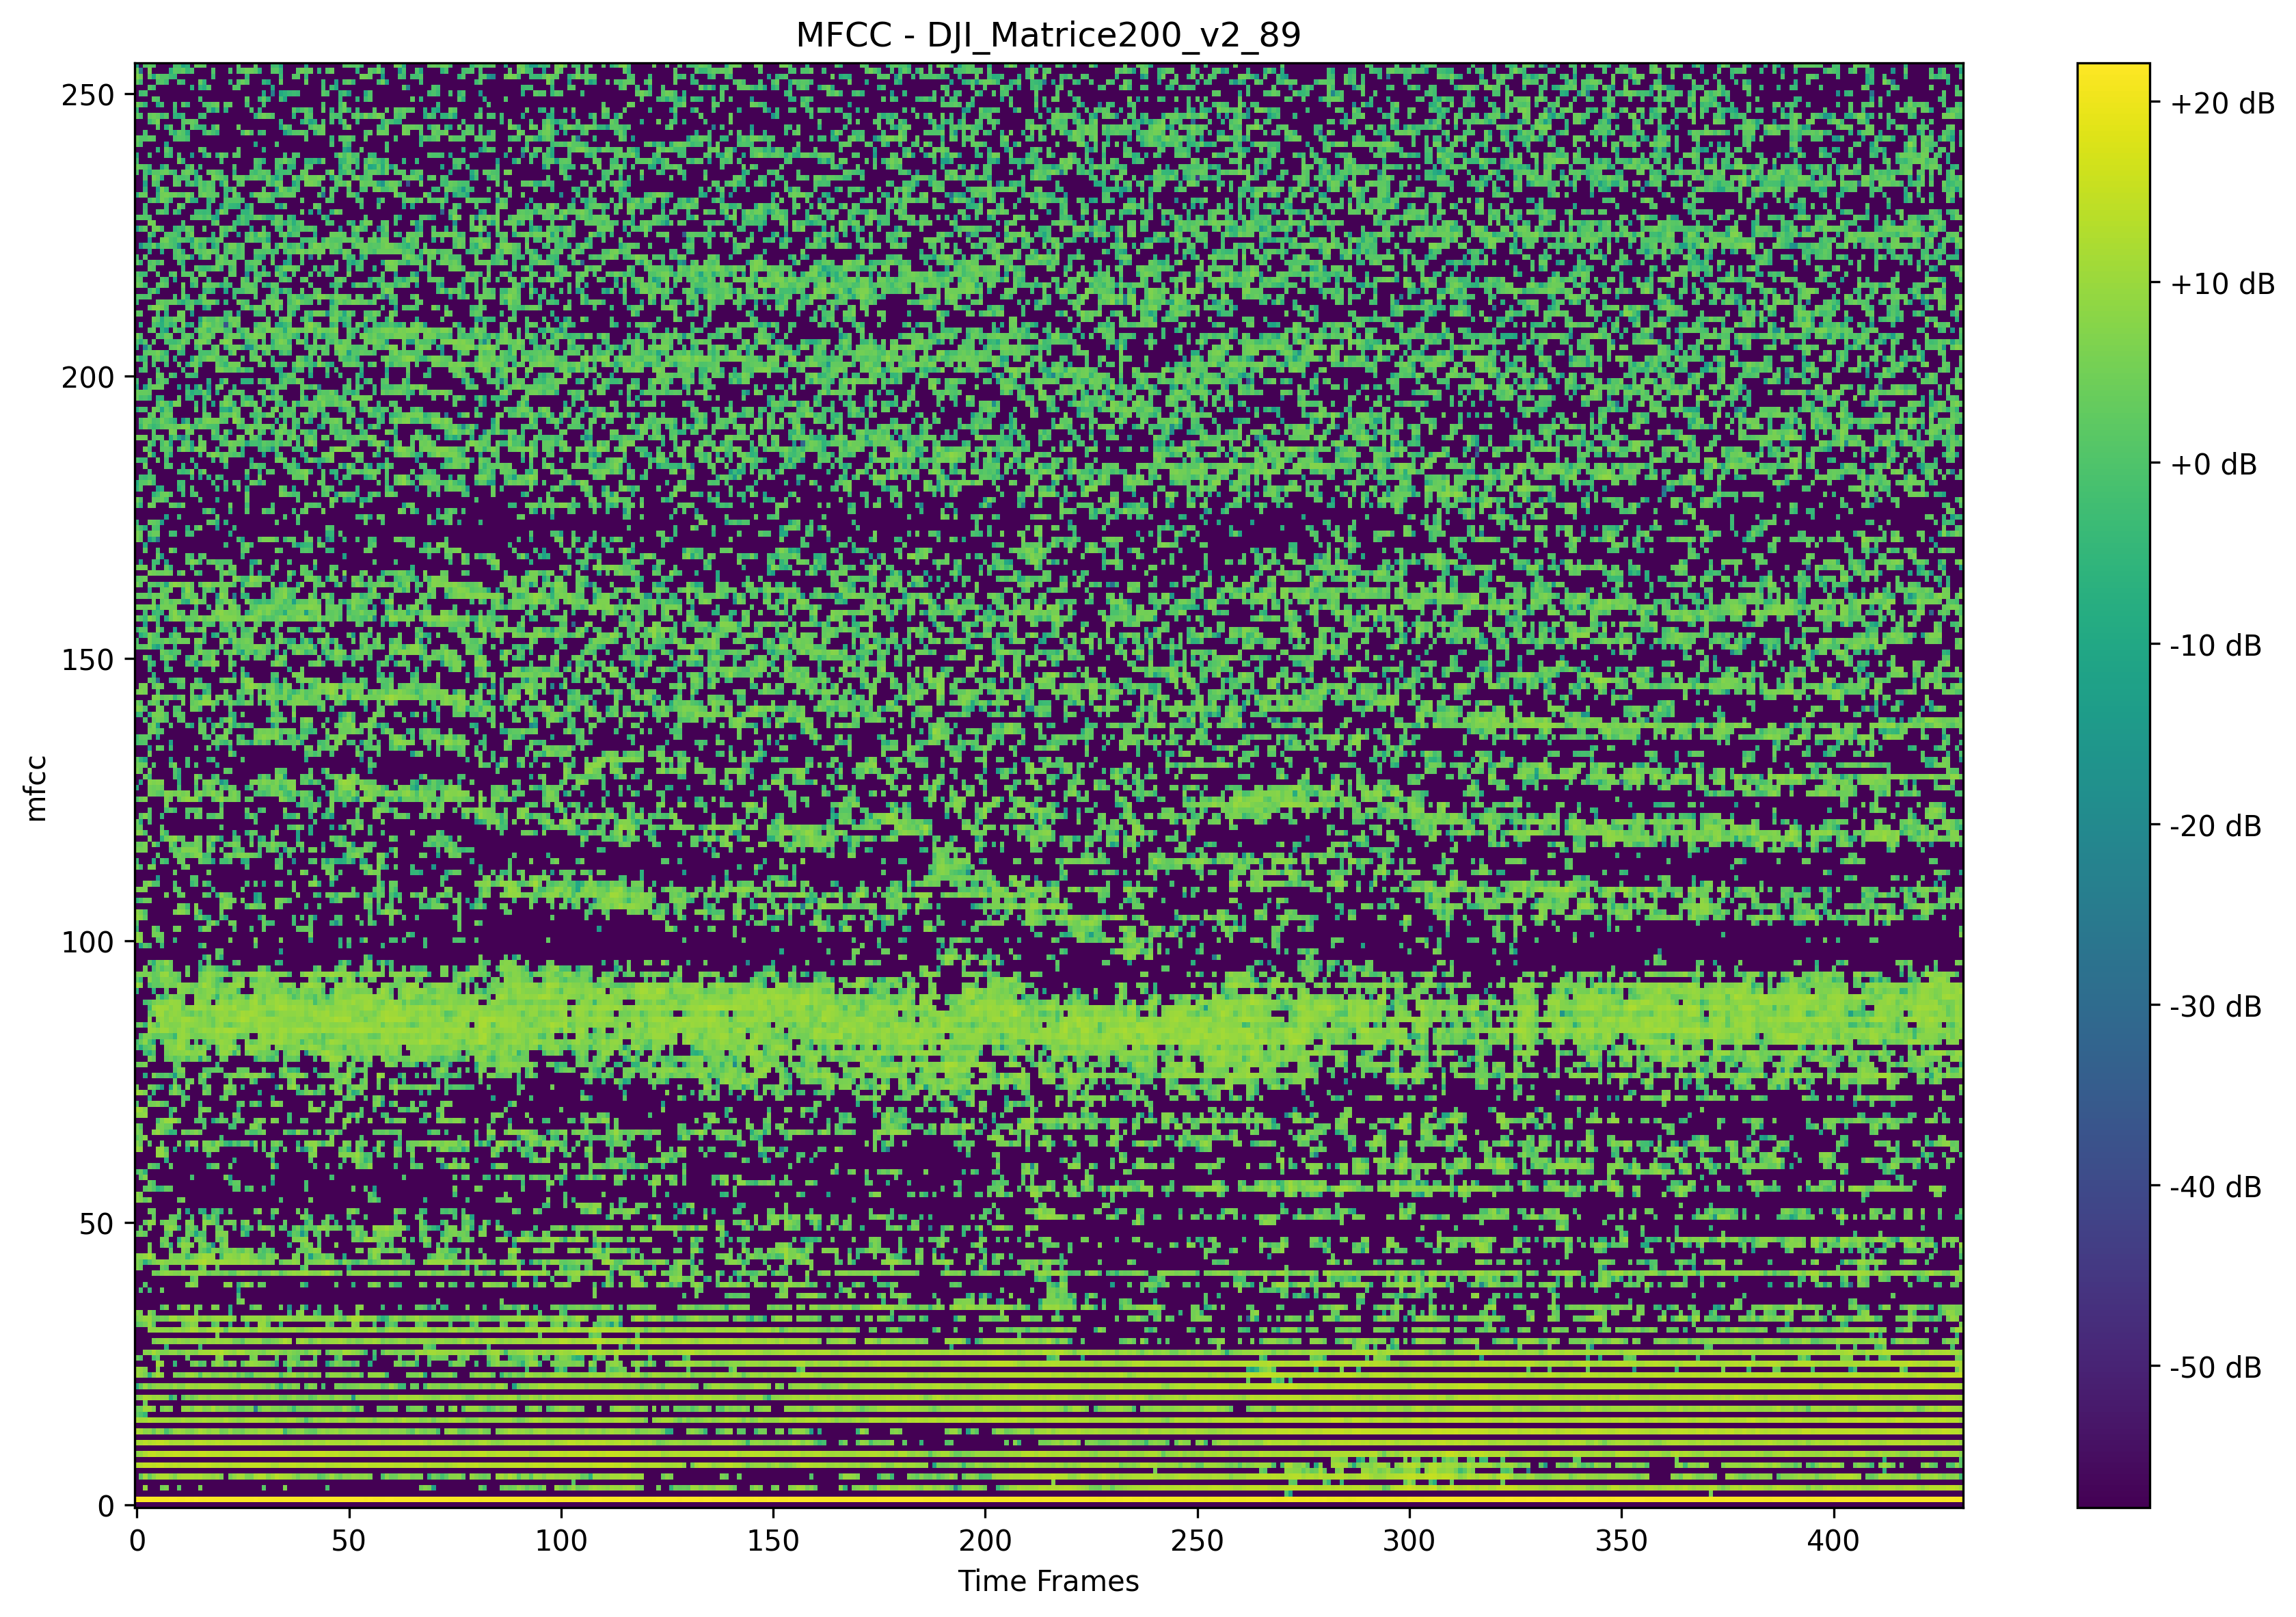 MFCC - DJI_Matrice200_v2_89
250
200
150
100
50
0
mfcc
0 50 100 150 200 250 300 350 400
Time Frames
+20 dB
+10 dB
+0 dB
-10 dB
-20 dB
-30 dB
-40 dB
-50 dB